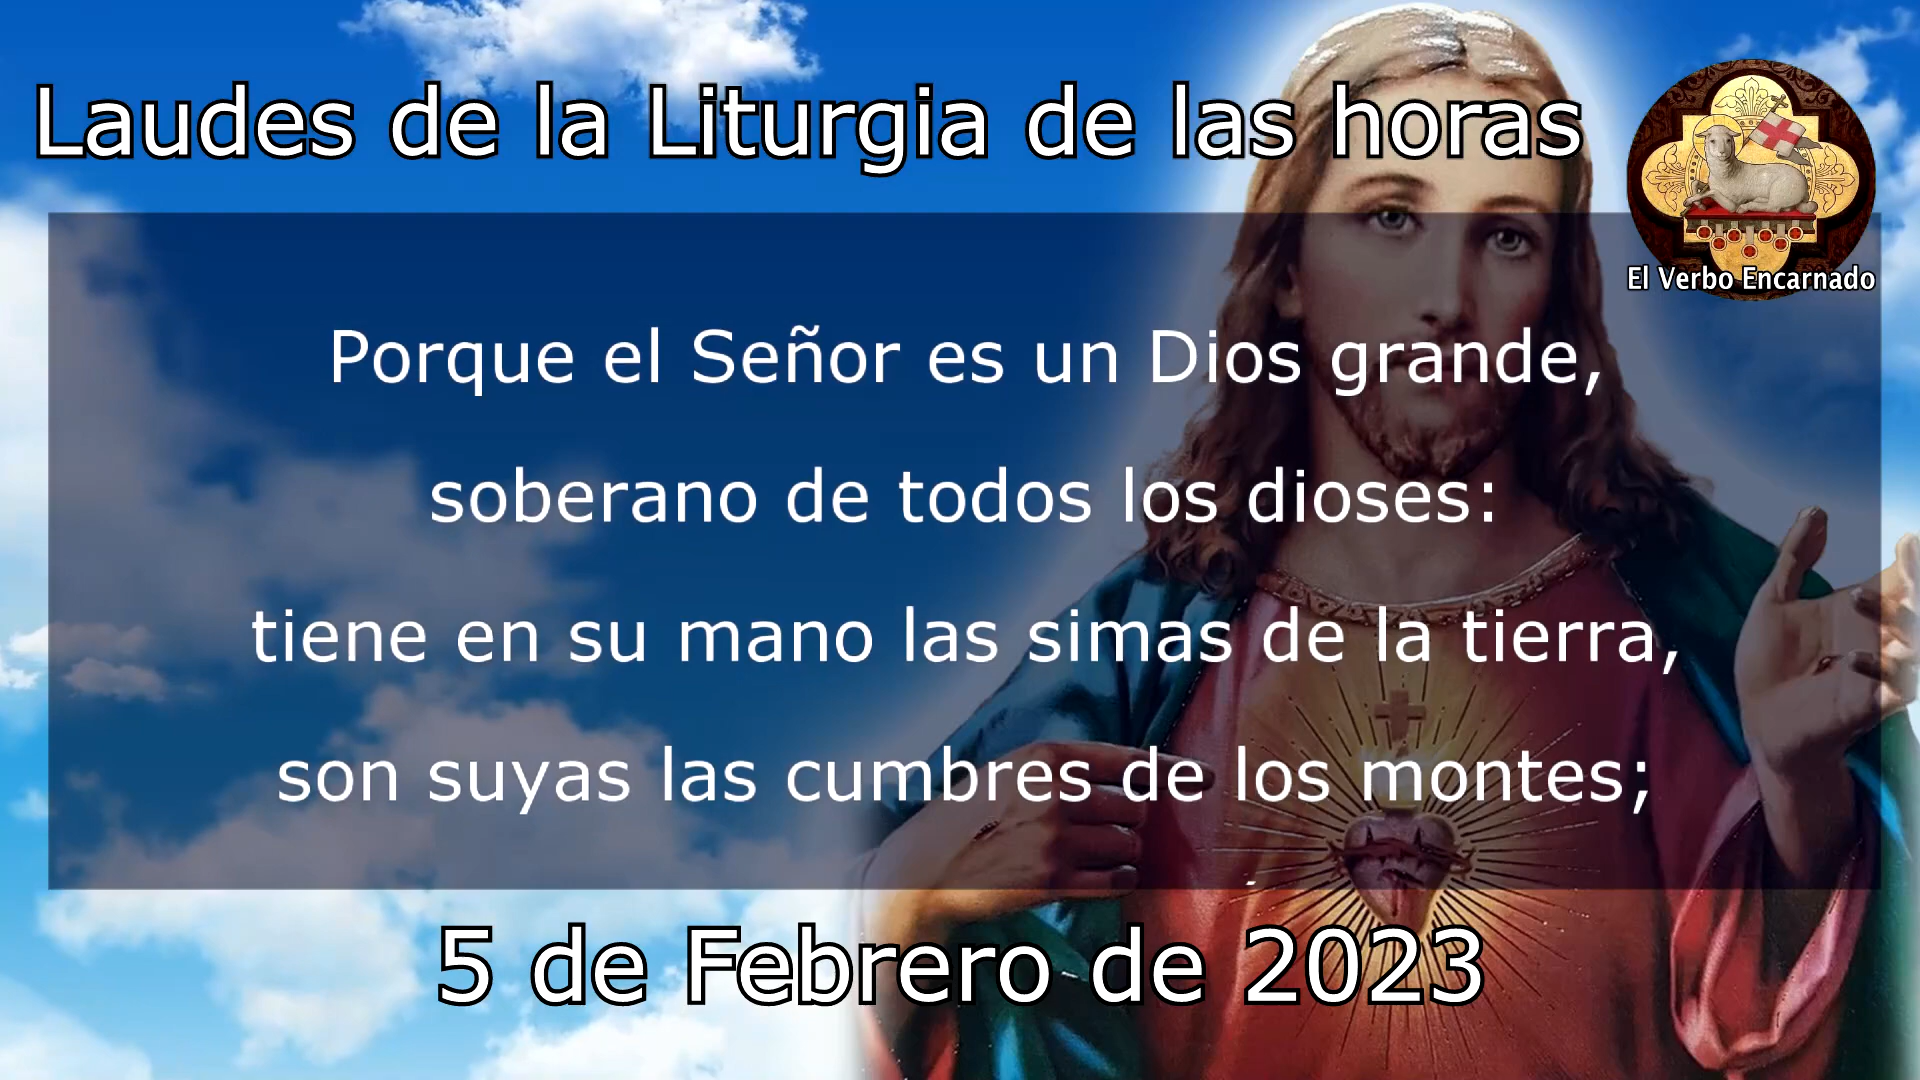 Laudes de la Liturgia de las horas
El Verbo Encarnado
Porque el Señor es un Dios grande,
soberano de todos los dioses:
tiene en su mano las simas de la tierra,
son suyas las cumbres de los montes;
5 de Febrero de 2023